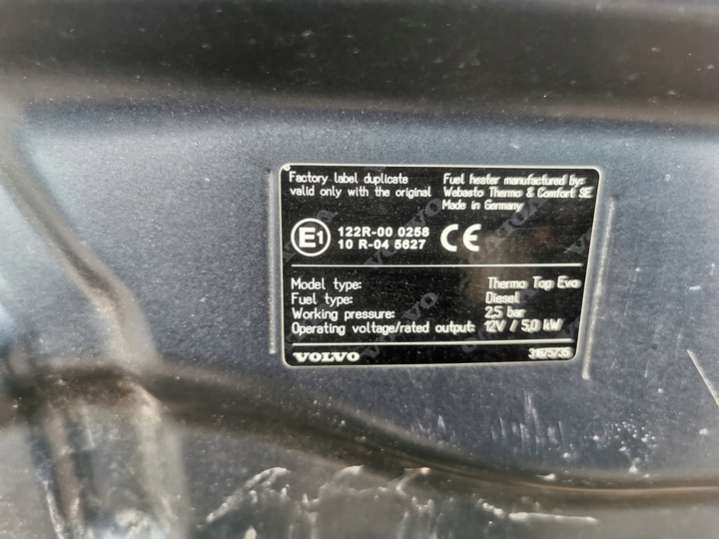 Factory label duplicate
valid only with the original
Fuel heater manufactured by:
Webasto Thermo & Comfort SE
Made in Germany
E1
122R-00 0258
10 R-04 5627
CE
Model type: Thermo Top Evo
Fuel type: Diesel
Working pressure: 2,5 bar
Operating voltage/rated output: 12V / 5,0 kW
VOLVO